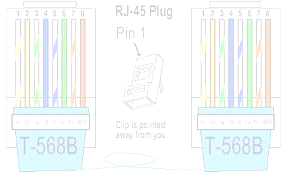 1 2 3 4 5 6 7 8
RJ-45 Plug
1 2 3 4 5 6 7 8
Pin 1
Clip is pointed
away from you.
T-568B
T-568B